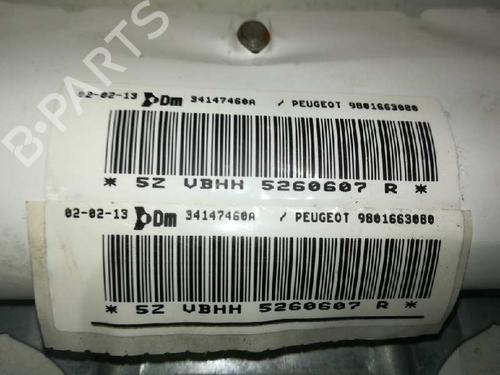 B-PARTS
02-02-13 Dm 34147460A / PEUGEOT 9801663080
* 5Z VBHH 5260607 R *
02-02-13 Dm 34147460A / PEUGEOT 9801663080
* 5Z VBHH 5260607 R *